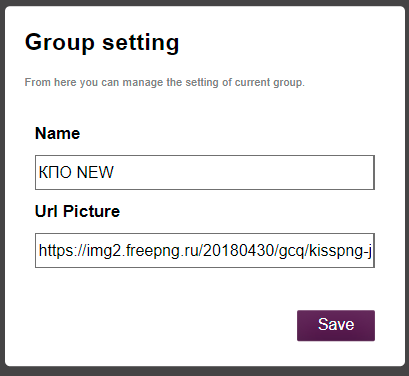 Group setting
From here you can manage the setting of current group.
Name
КПО NEW
Url Picture
https://img2.freepng.ru/20180430/gcq/kisspng-j
Save